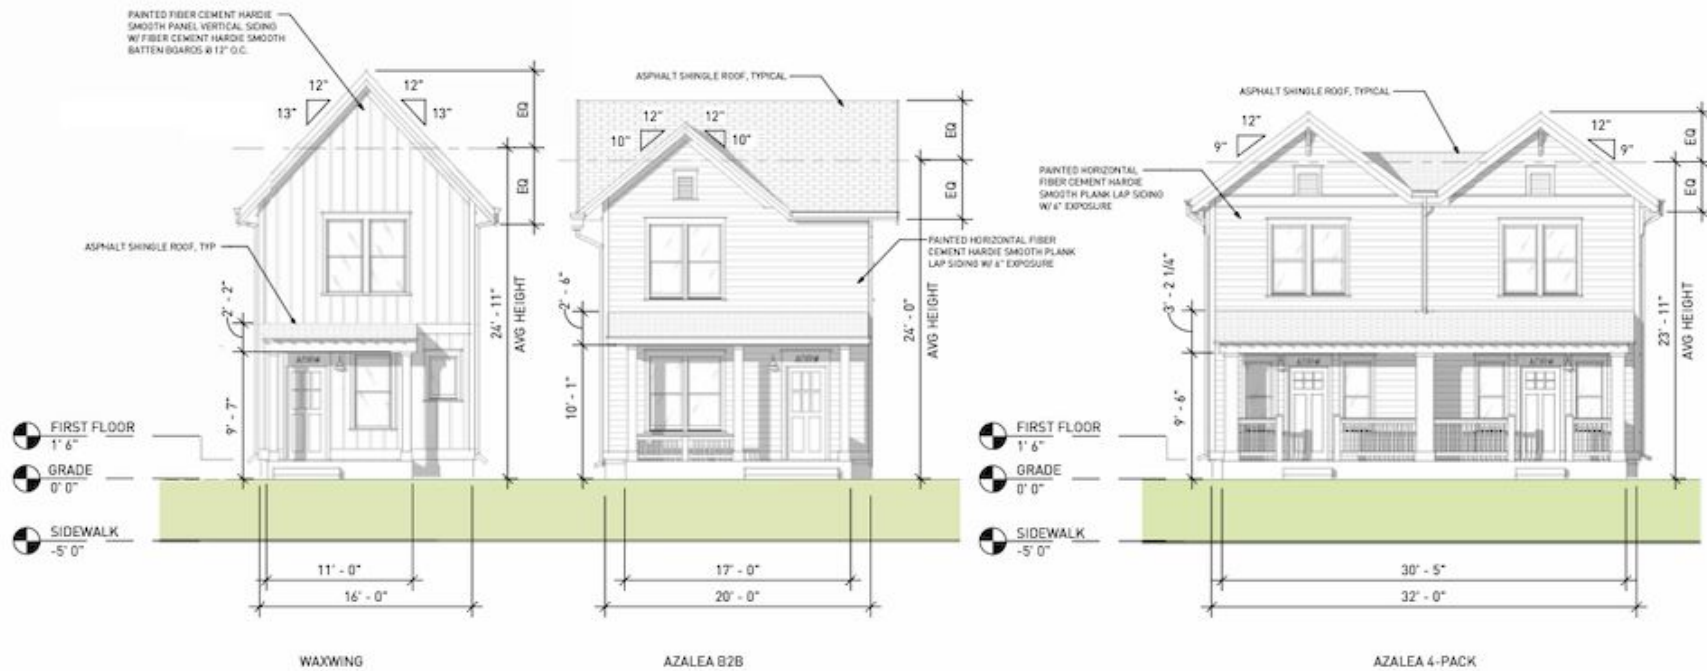 PAINTED FIBER CEMENT HARDIE
SMOOTH PANEL VERTICAL SIDING
W/ FIBER CEMENT HARDIE SMOOTH
BATTEN BOARDS @ 12" O.C.
12"
12"
13"
13"
EQ
EQ
ASPHALT SHINGLE ROOF, TYP
2' - 2"
9' - 7"
24' - 11"
AVG HEIGHT
FIRST FLOOR
1' 6"
GRADE
0' 0"
SIDEWALK
-5' 0"
11' - 0"
16' - 0"
WAXWING
ASPHALT SHINGLE ROOF, TYPICAL
12"
12"
10"
10"
EQ
EQ
PAINTED HORIZONTAL FIBER
CEMENT HARDIE SMOOTH PLANK
LAP SIDING W/ 6" EXPOSURE
2' - 6"
10' - 1"
24' - 0"
AVG HEIGHT
17' - 0"
20' - 0"
AZALEA B2B
ASPHALT SHINGLE ROOF, TYPICAL
12"
12"
9"
9"
EQ
EQ
PAINTED HORIZONTAL
FIBER CEMENT HARDIE
SMOOTH PLANK LAP SIDING
W/ 6" EXPOSURE
3' - 2 1/4"
9' - 6"
23' - 11"
AVG HEIGHT
FIRST FLOOR
1' 6"
GRADE
0' 0"
SIDEWALK
-5' 0"
30' - 5"
32' - 0"
AZALEA 4-PACK